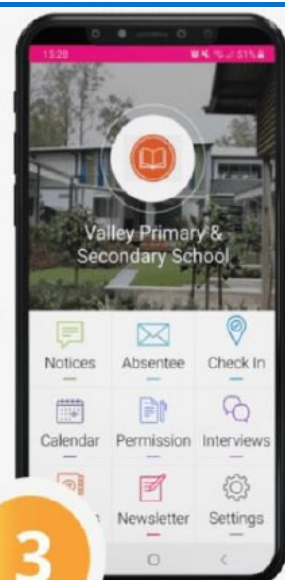 15:28
51%
Valley Primary &
Secondary School
Notices Absentee Check In
Calendar Permission Interviews
Newsletter Settings
3